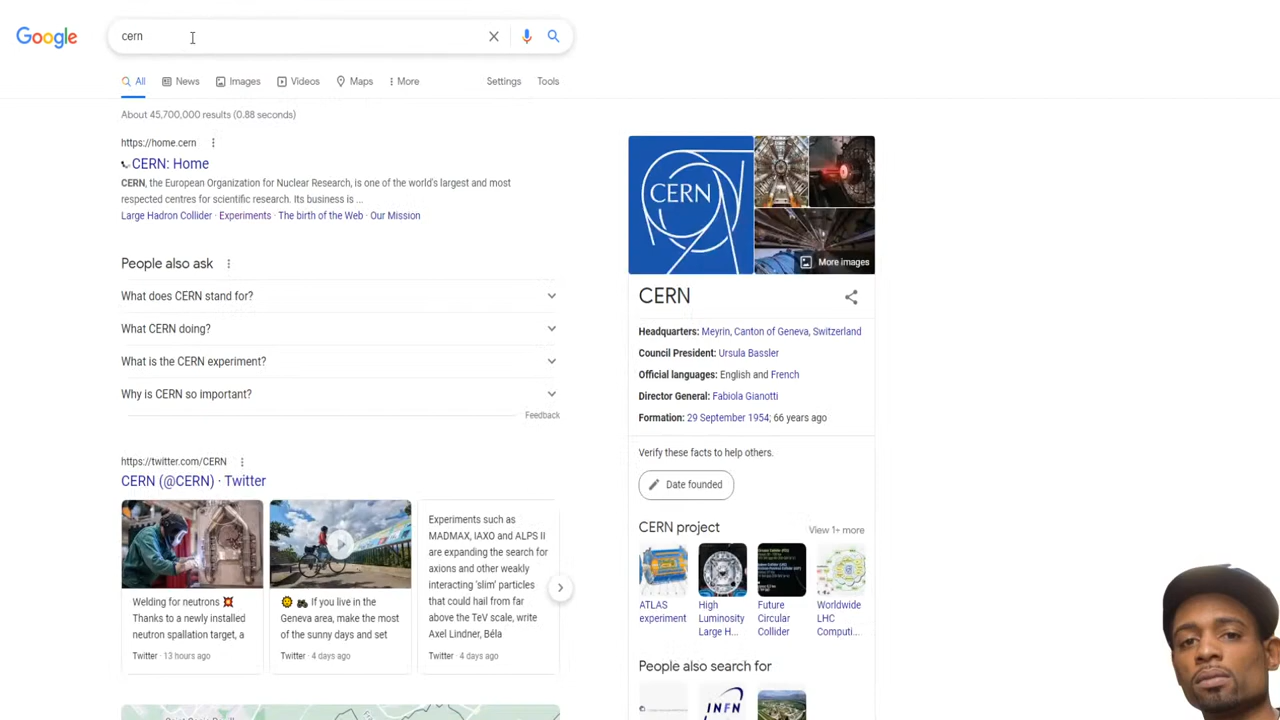 Google
cern
All
News
Images
Videos
Maps
More
Settings
Tools
About 45,700,000 results (0.88 seconds)
https://home.cern
CERN: Home
CERN, the European Organization for Nuclear Research, is one of the world's largest and most
respected centres for scientific research. Its business is ...
Large Hadron Collider · Experiments · The birth of the Web · Our Mission
People also ask
What does CERN stand for?
What CERN doing?
What is the CERN experiment?
Why is CERN so important?
Feedback
https://twitter.com/CERN
CERN (@CERN) · Twitter
Welding for neutrons 💥
Thanks to a newly installed
neutron spallation target, a
Twitter · 13 hours ago
🌞 🚲 If you live in the
Geneva area, make the most
of the sunny days and set
Twitter · 4 days ago
Experiments such as
MADMAX, IAXO and ALPS II
are expanding the search for
axions and other weakly
interacting 'slim' particles
that could hail from far
above the TeV scale, write
Axel Lindner, Béla
Twitter · 4 days ago
CERN
More images
CERN
Headquarters: Meyrin, Canton of Geneva, Switzerland
Council President: Ursula Bassler
Official languages: English and French
Director General: Fabiola Gianotti
Formation: 29 September 1954; 66 years ago
Verify these facts to help others.
Date founded
CERN project
View 1+ more
ATLAS
experiment
High
Luminosity
Large H...
Future
Circular
Collider
Worldwide
LHC
Computi...
People also search for
INFN